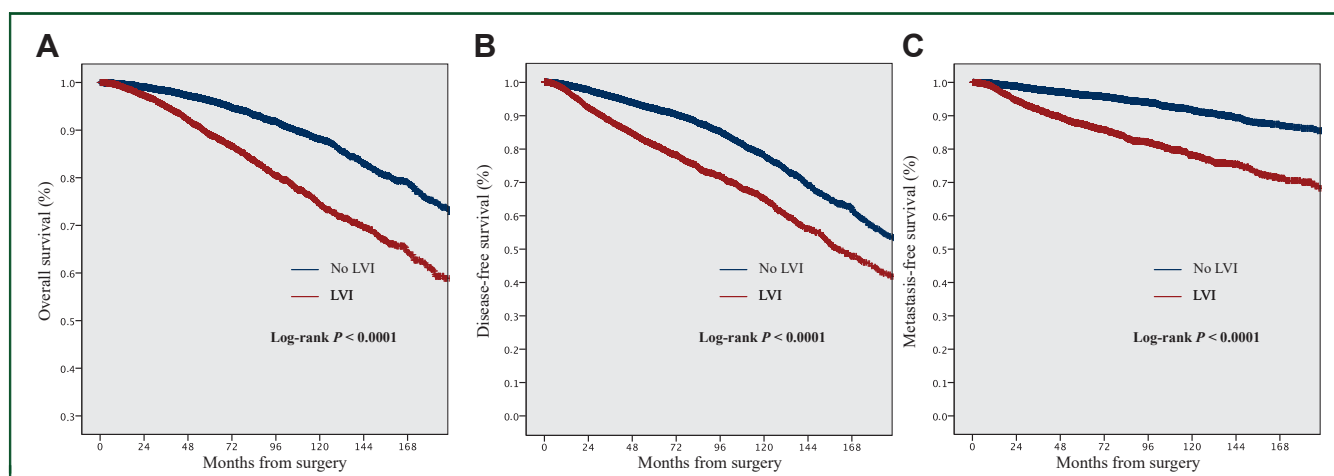 A
Overall survival (%)
1.0
0.9
0.8
0.7
0.6
0.5
0.4
0.3
No LVI
LVI
Log-rank P < 0.0001
0 24 48 72 96 120 144 168
Months from surgery
B
Disease-free survival (%)
1.0
0.9
0.8
0.7
0.6
0.5
0.4
0.3
0.2
0.1
0.0
No LVI
LVI
Log-rank P < 0.0001
0 24 48 72 96 120 144 168
Months from surgery
C
Metastasis-free survival (%)
1.0
0.9
0.8
0.7
0.6
0.5
0.4
0.3
0.2
0.1
0.0
No LVI
LVI
Log-rank P < 0.0001
0 24 48 72 96 120 144 168
Months from surgery